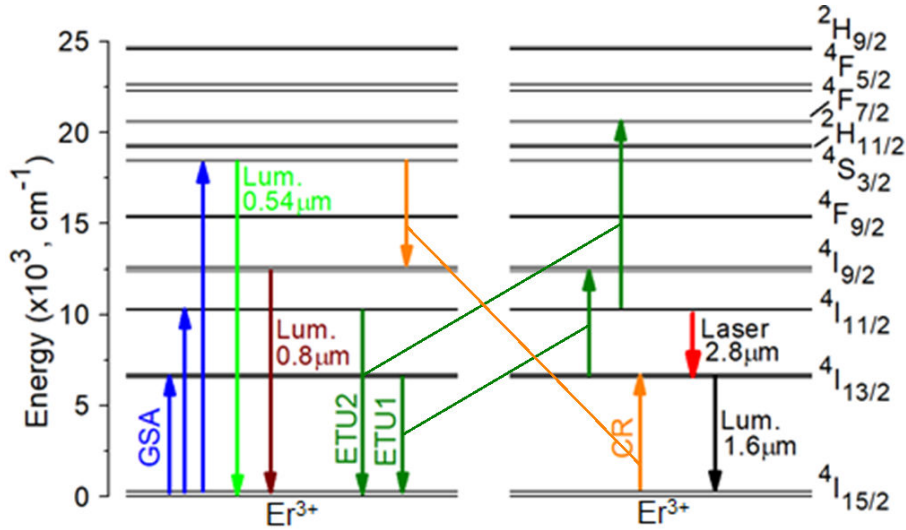 Energy (x10³, cm⁻¹)
25
20
15
10
5
0
GSA
Lum.
0.54µm
Lum.
0.8µm
ETU2
ETU1
CR
Laser
2.8µm
Lum.
1.6µm
²H9/2
⁴F5/2
⁴F7/2
²H11/2
⁴S3/2
⁴F9/2
⁴I9/2
⁴I11/2
⁴I13/2
⁴I15/2
Er³⁺
Er³⁺